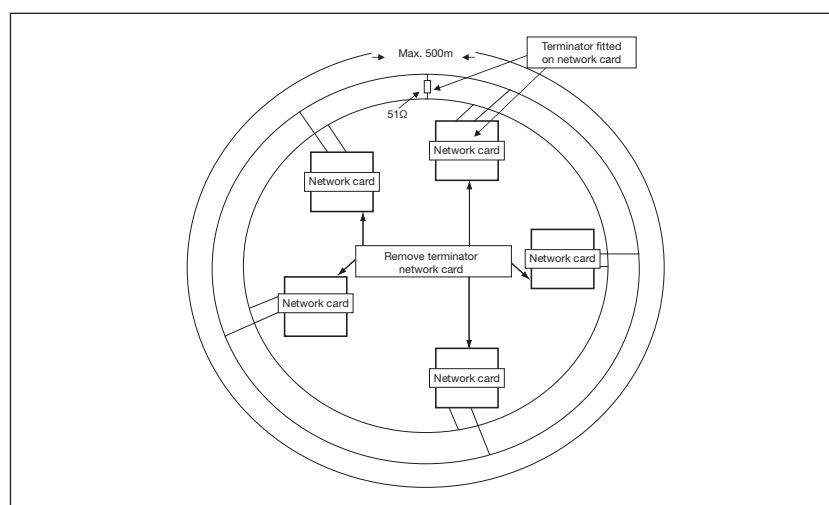 Max. 500m
Terminator fitted
on network card
51Ω
Network card
Network card
Remove terminator
network card
Network card
Network card
Network card